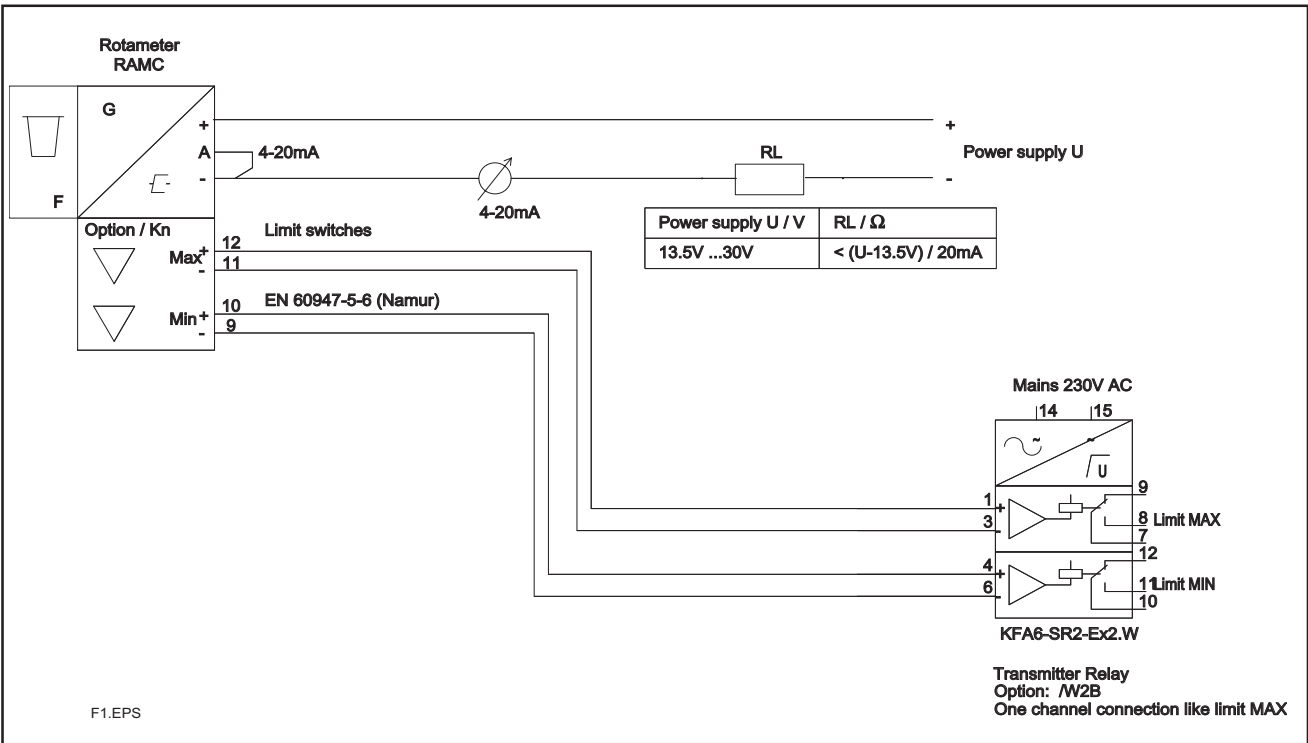 Rotameter
RAMC
G
+
+
A
4-20mA
RL
Power supply U
-
-
F
4-20mA
Option / Kn
Limit switches
Power supply U / V
RL / Ω
13.5V ...30V
< (U-13.5V) / 20mA
12
Max+
-
11
EN 60947-5-6 (Namur)
10
Min+
-
9
Mains 230V AC
14
15
~
~
U
1
+
9
3
-
8
Limit MAX
7
12
4
+
6
-
11
Limit MIN
10
KFA6-SR2-Ex2.W
Transmitter Relay
Option: /W2B
One channel connection like limit MAX
F1.EPS